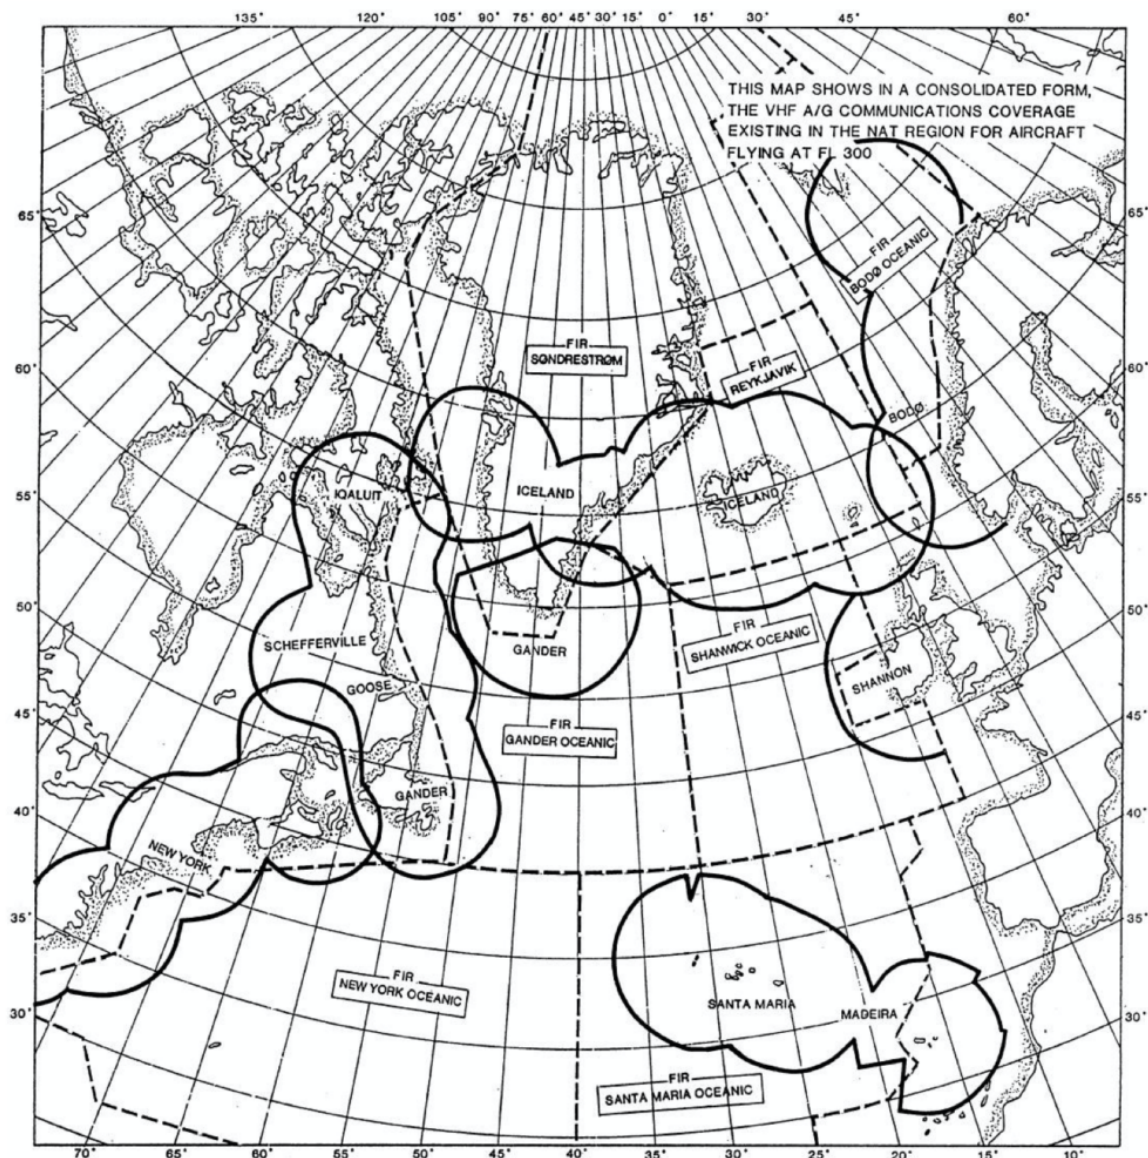 135° 120° 105° 90° 75° 60° 45° 30° 15° 0° 15° 30° 45° 60°
THIS MAP SHOWS IN A CONSOLIDATED FORM,
THE VHF A/G COMMUNICATIONS COVERAGE
EXISTING IN THE NAT REGION FOR AIRCRAFT
FLYING AT FL 300
65° 65°
FIR
BODØ OCEANIC
FIR
SØNDRESTRØM
FIR
REYKJAVIK
60° 60°
BODØ
IQALUIT
ICELAND
ICELAND
55° 55°
50° 50°
SCHEFFERVILLE
GANDER
FIR
SHANWICK OCEANIC
SHANNON
GOOSE
45° 45°
FIR
GANDER OCEANIC
GANDER
40° 40°
NEW YORK
35° 35°
FIR
NEW YORK OCEANIC
SANTA MARIA
MADEIRA
30° 30°
FIR
SANTA MARIA OCEANIC
70° 65° 60° 55° 50° 45° 40° 35° 30° 25° 20° 15° 10°